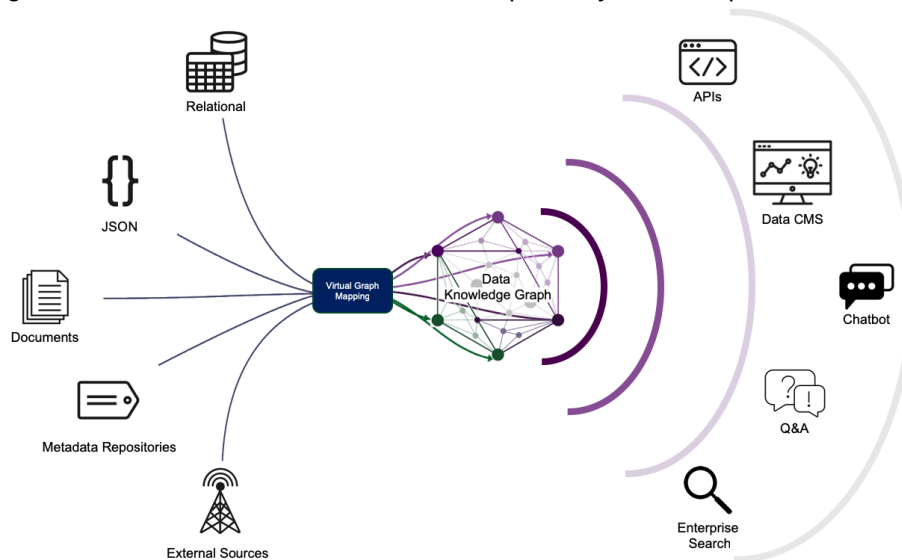 Relational
JSON
Documents
Metadata Repositories
External Sources
Virtual Graph
Mapping
Data
Knowledge Graph
APIs
Data CMS
Chatbot
Q&A
Enterprise
Search